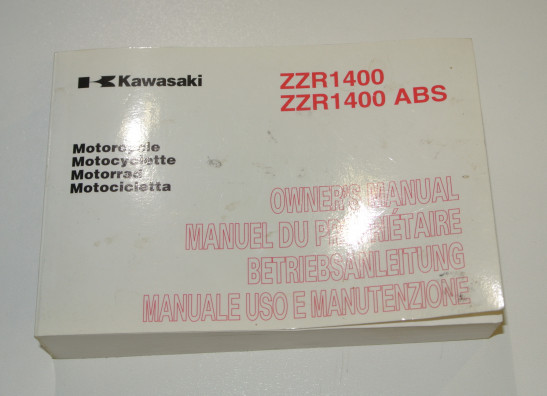 Kawasaki
ZZR1400
ZZR1400 ABS
Motorcycle
Motocyclette
Motorrad
Motocicletta
OWNER'S MANUAL
MANUEL DU PROPRIÉTAIRE
BETRIEBSANLEITUNG
MANUALE USO E MANUTENZIONE